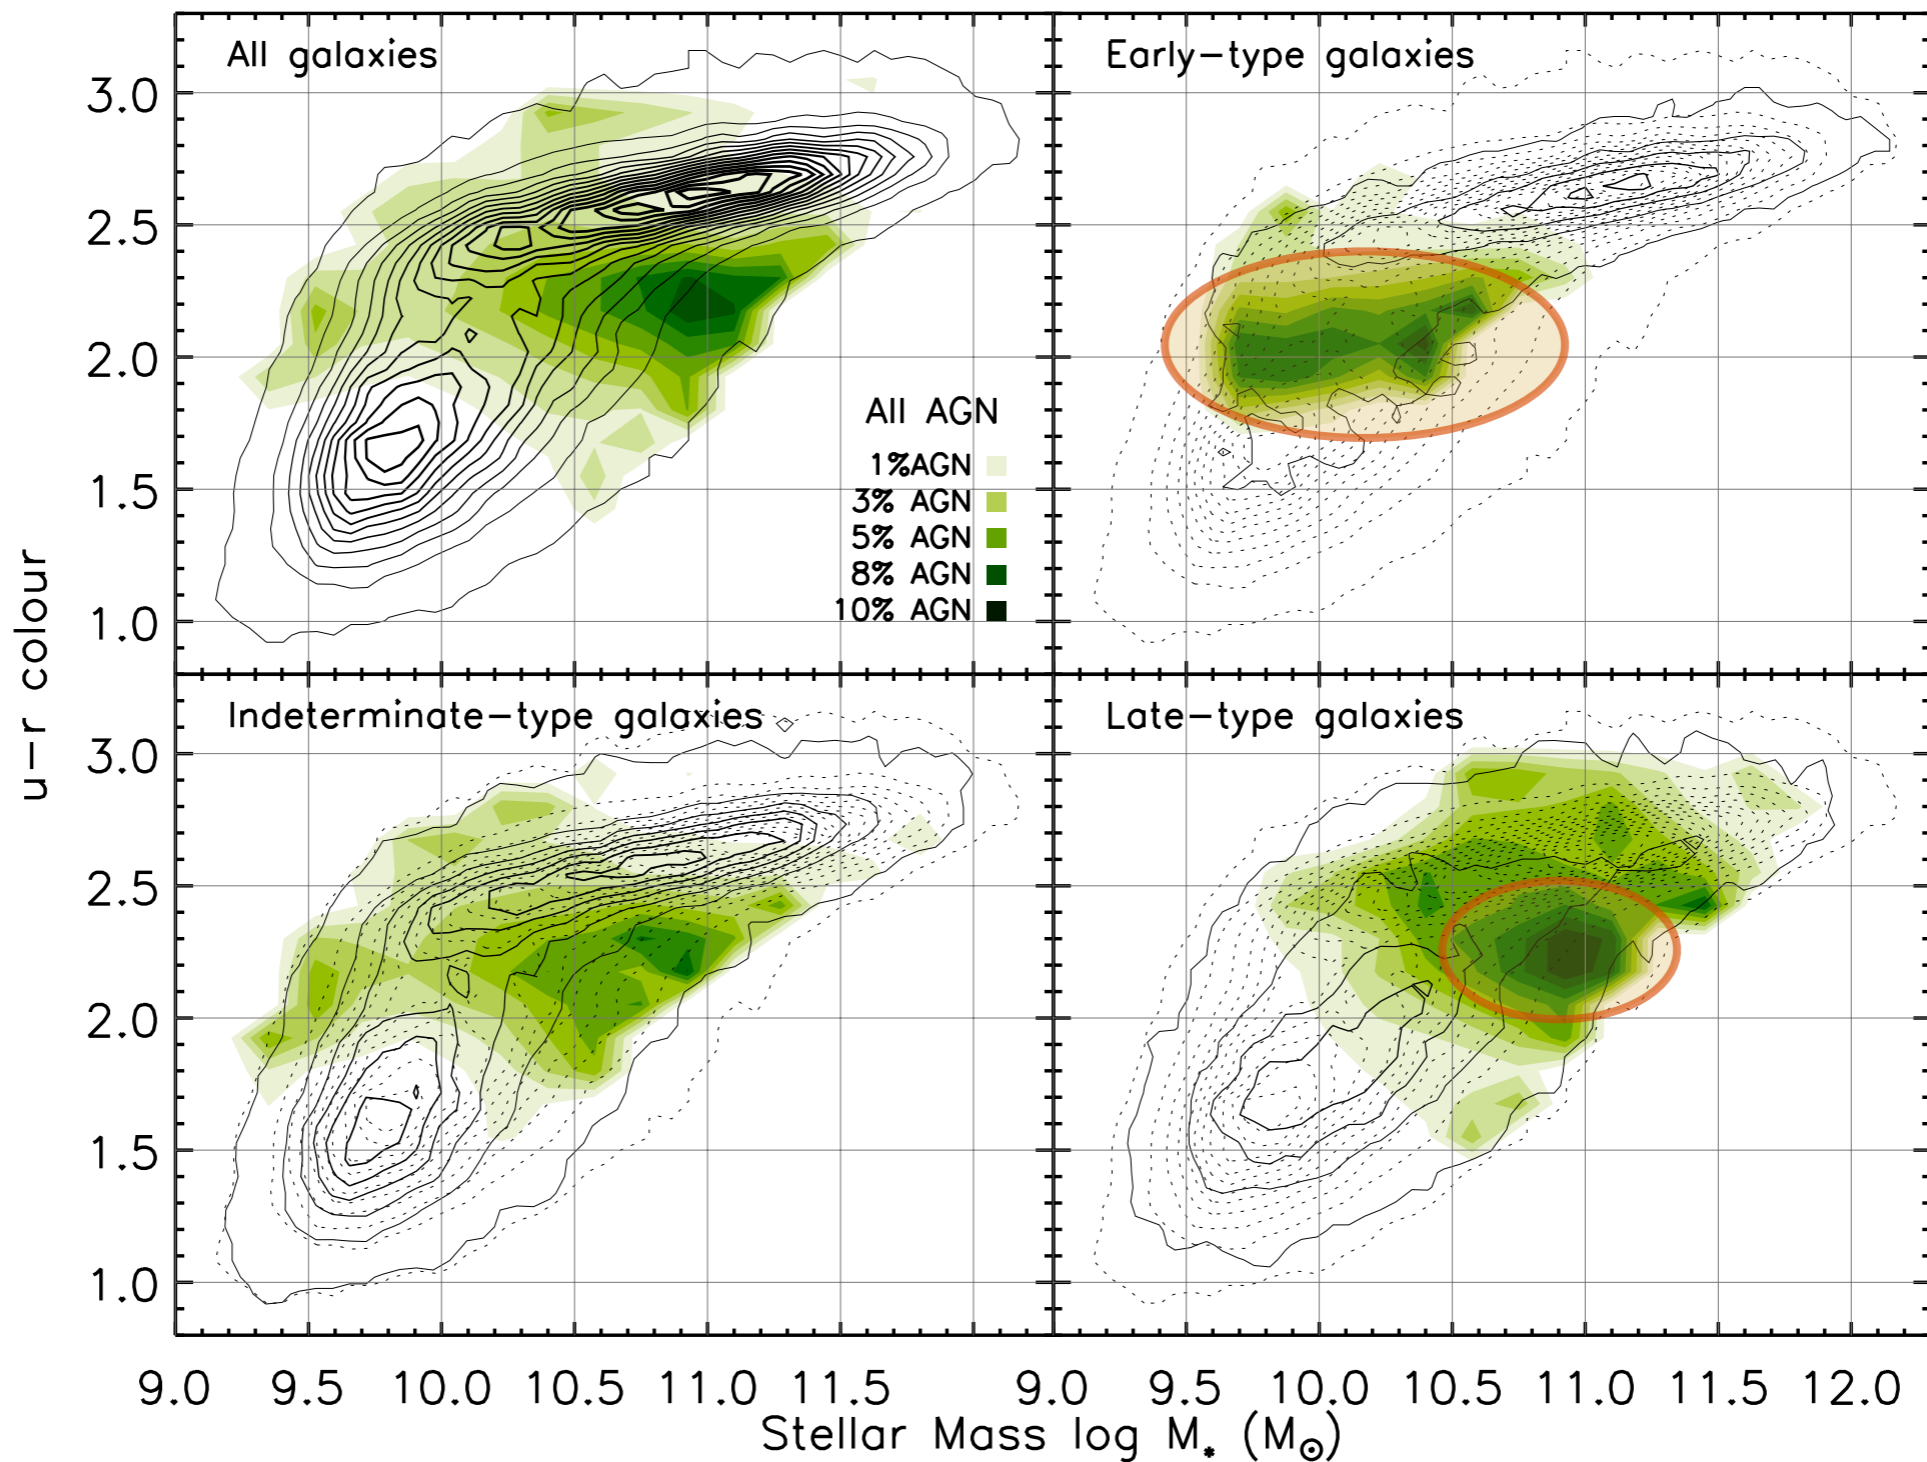 All galaxies
Early-type galaxies
3.0
2.5
2.0
1.5
1.0
All AGN
1%AGN
3% AGN
5% AGN
8% AGN
10% AGN
u-r colour
Indeterminate-type galaxies
Late-type galaxies
3.0
2.5
2.0
1.5
1.0
9.0 9.5 10.0 10.5 11.0 11.5 9.0 9.5 10.0 10.5 11.0 11.5 12.0
Stellar Mass log M* (M⊙)